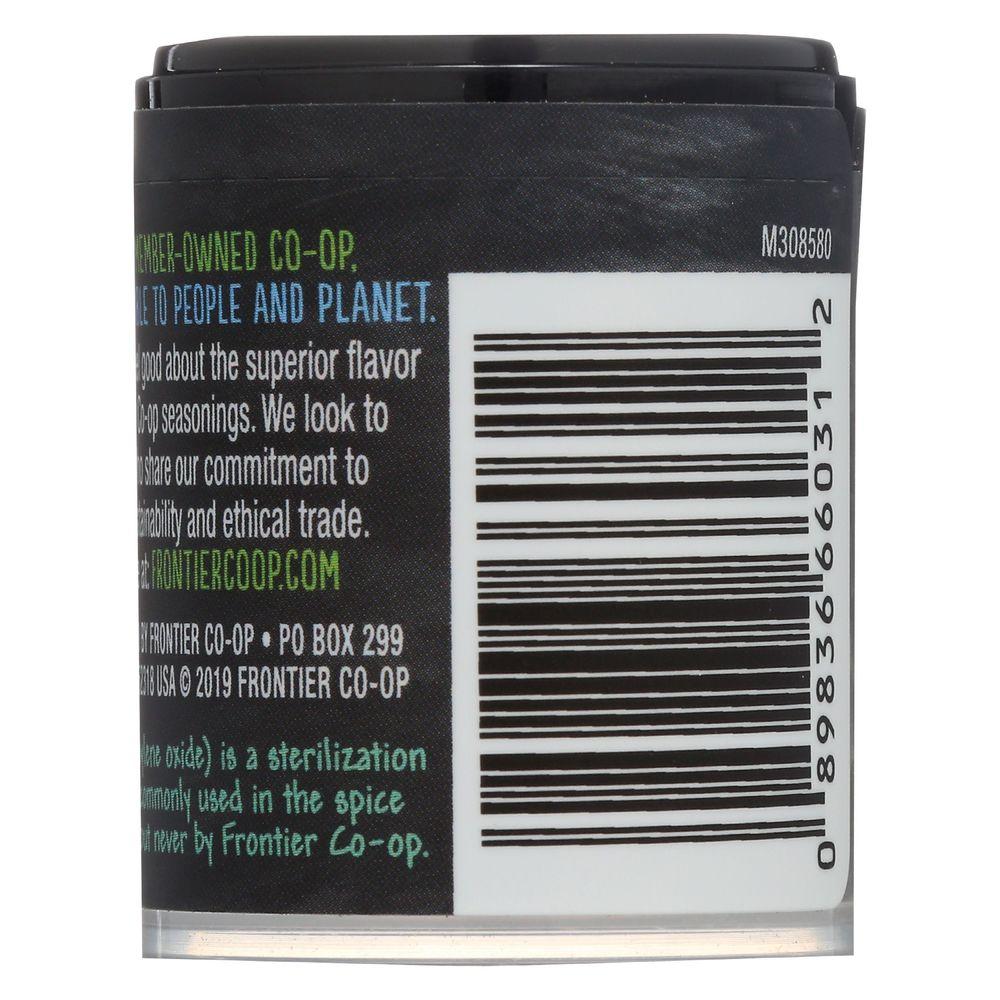 MEMBER-OWNED CO-OP.
TO PEOPLE AND PLANET.
good about the superior flavor
Co-op seasonings. We look to
share our commitment to
and ethical trade.
at: FRONTIERCOOP.COM
BY FRONTIER CO-OP • PO BOX 299
USA © 2019 FRONTIER CO-OP
oxide) is a sterilization
commonly used in the spice
but never by Frontier Co-op.
M308580
0 89836 66031 2